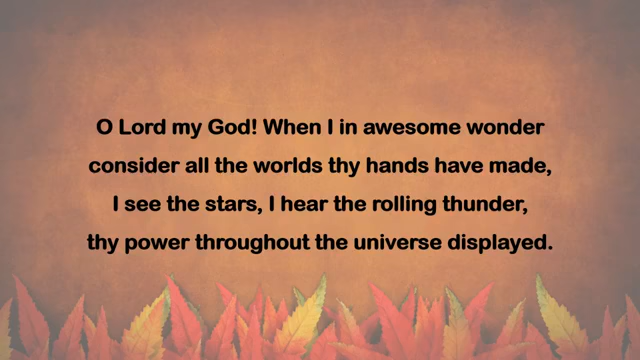 O Lord my God! When I in awesome wonder
consider all the worlds thy hands have made,
I see the stars, I hear the rolling thunder,
thy power throughout the universe displayed.